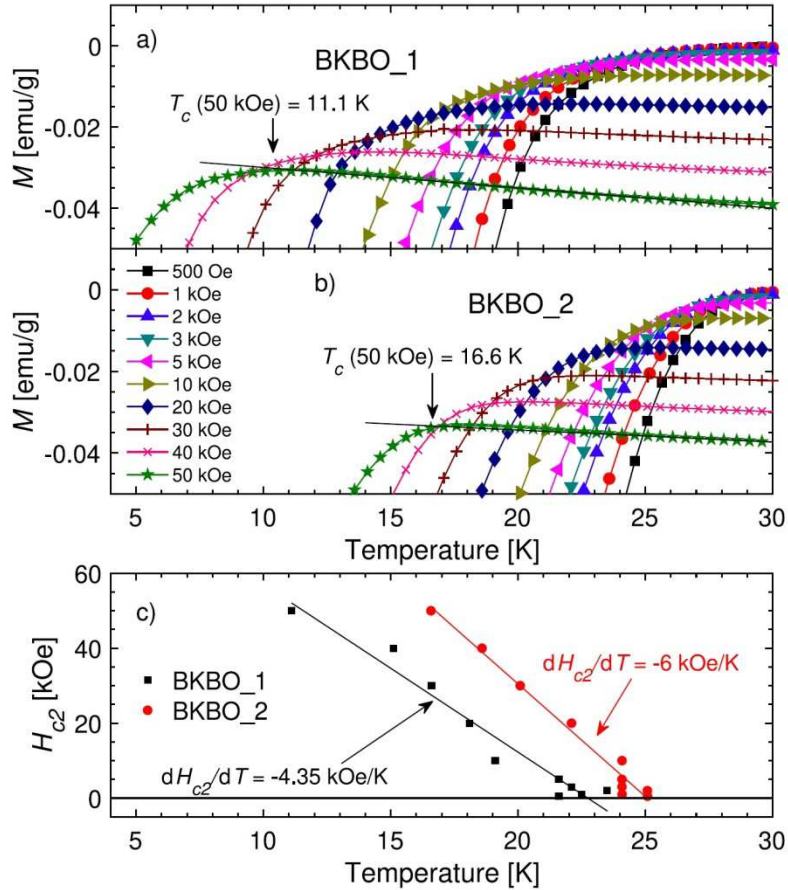 a)
BKBO_1
T_c (50 kOe) = 11.1 K
M [emu/g]
0
-0.02
-0.04
b)
BKBO_2
T_c (50 kOe) = 16.6 K
500 Oe
1 kOe
2 kOe
3 kOe
5 kOe
10 kOe
20 kOe
30 kOe
40 kOe
50 kOe
M [emu/g]
0
-0.02
-0.04
5 10 15 20 25 30
Temperature [K]
c)
BKBO_1
BKBO_2
dH_c2/dT = -6 kOe/K
dH_c2/dT = -4.35 kOe/K
H_c2 [kOe]
60
40
20
0
5 10 15 20 25 30
Temperature [K]